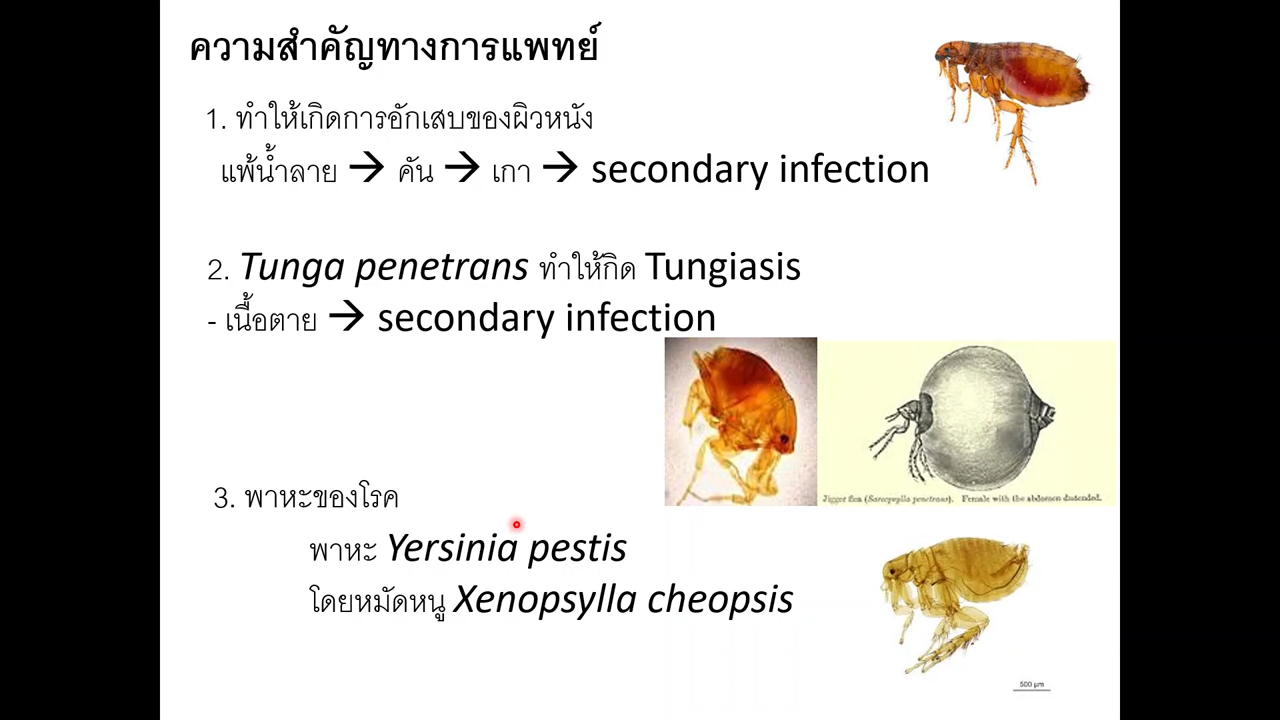 ความสำคัญทางการแพทย์
1. ทำให้เกิดการอักเสบของผิวหนัง
แพ้น้ำลาย → คัน → เกา → secondary infection
2. Tunga penetrans ทำให้กิด Tungiasis
- เนื้อตาย → secondary infection
Jigger flea (Sarcopsylla penetrans). Female with the abdomen distended.
3. พาหะของโรค
พาหะ Yersinia pestis
โดยหมัดหนู Xenopsylla cheopsis
500 µm